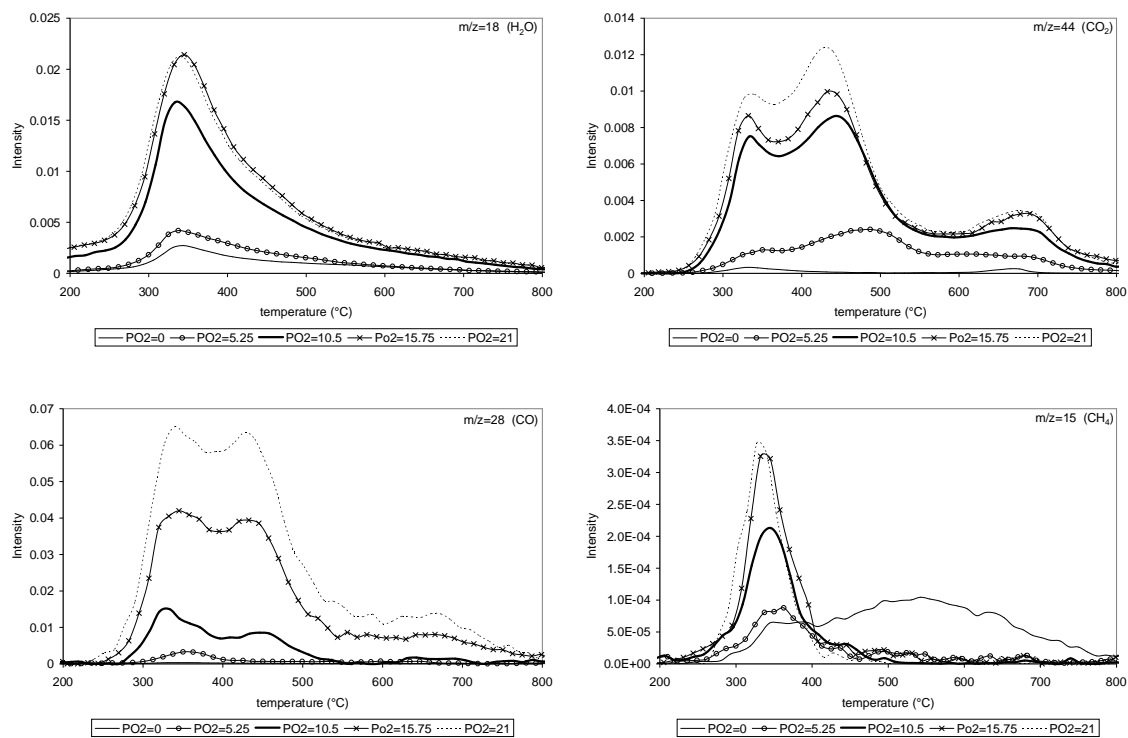 m/z=18 (H₂O)
0.025
0.02
0.015
0.01
0.005
0
Intensity
200 300 400 500 600 700 800
temperature (°C)
PO2=0 PO2=5.25 PO2=10.5 Po2=15.75 PO2=21
m/z=44 (CO₂)
0.014
0.012
0.01
0.008
0.006
0.004
0.002
0
Intensity
200 300 400 500 600 700 800
temperature (°C)
PO2=0 PO2=5.25 PO2=10.5 Po2=15.75 PO2=21
m/z=28 (CO)
0.07
0.06
0.05
0.04
0.03
0.02
0.01
0
Intensity
200 300 400 500 600 700 800
temperature (°C)
PO2=0 PO2=5.25 PO2=10.5 Po2=15.75 PO2=21
m/z=15 (CH₄)
4.0E-04
3.5E-04
3.0E-04
2.5E-04
2.0E-04
1.5E-04
1.0E-04
5.0E-05
0.0E+00
Intensity
200 300 400 500 600 700 800
temperature (°C)
PO2=0 PO2=5.25 PO2=10.5 Po2=15.75 PO2=21